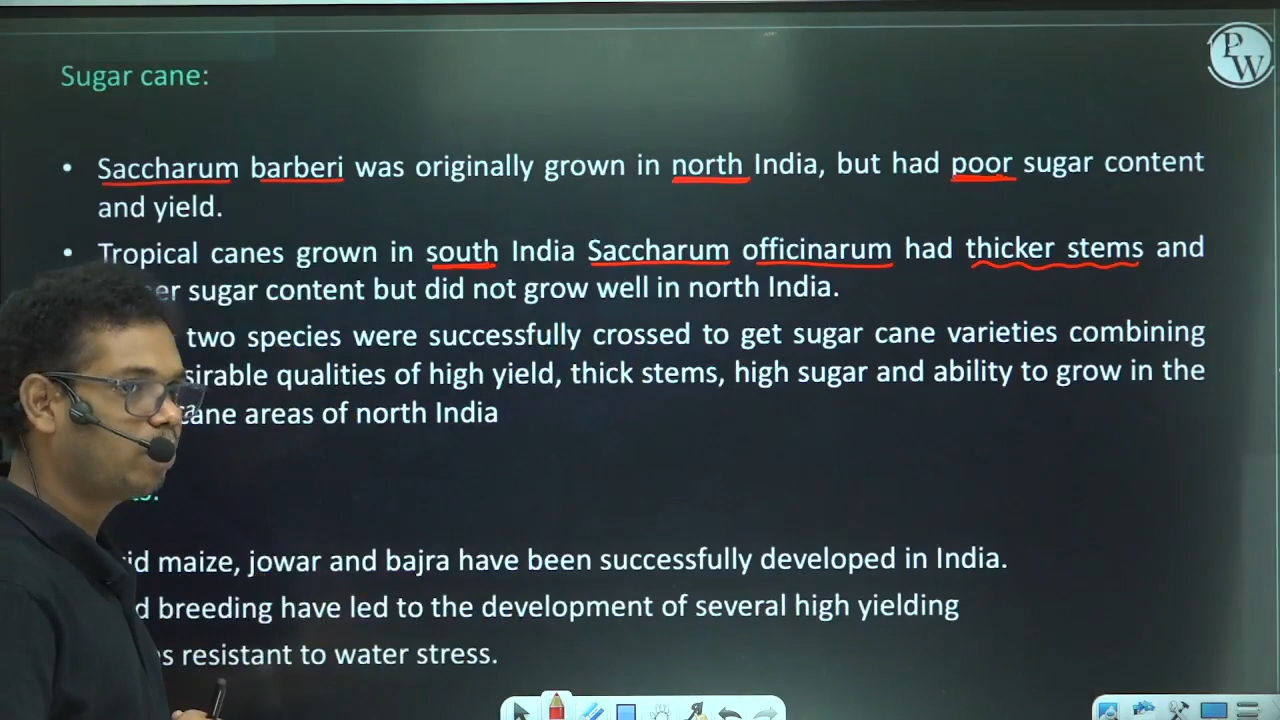 PW
Sugar cane:
• Saccharum barberi was originally grown in north India, but had poor sugar content
and yield.
• Tropical canes grown in south India Saccharum officinarum had thicker stems and
sugar content but did not grow well in north India.
two species were successfully crossed to get sugar cane varieties combining
qualities of high yield, thick stems, high sugar and ability to grow in the
cane areas of north India
maize, jowar and bajra have been successfully developed in India.
breeding have led to the development of several high yielding
resistant to water stress.